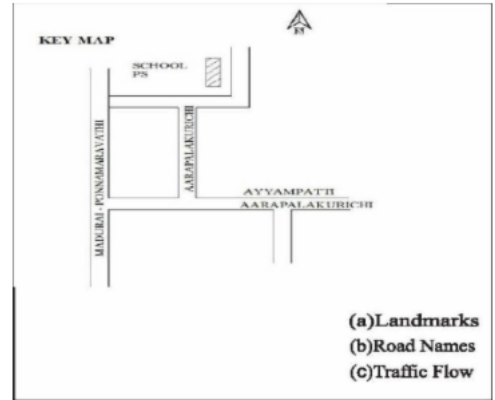 KEY MAP
SCHOOL
PS
MADURAI - PONNAMARAVATHI
AARAPALAKURICHI
AYYAMPATTI
AARAPALAKURICHI
(a)Landmarks
(b)Road Names
(c)Traffic Flow